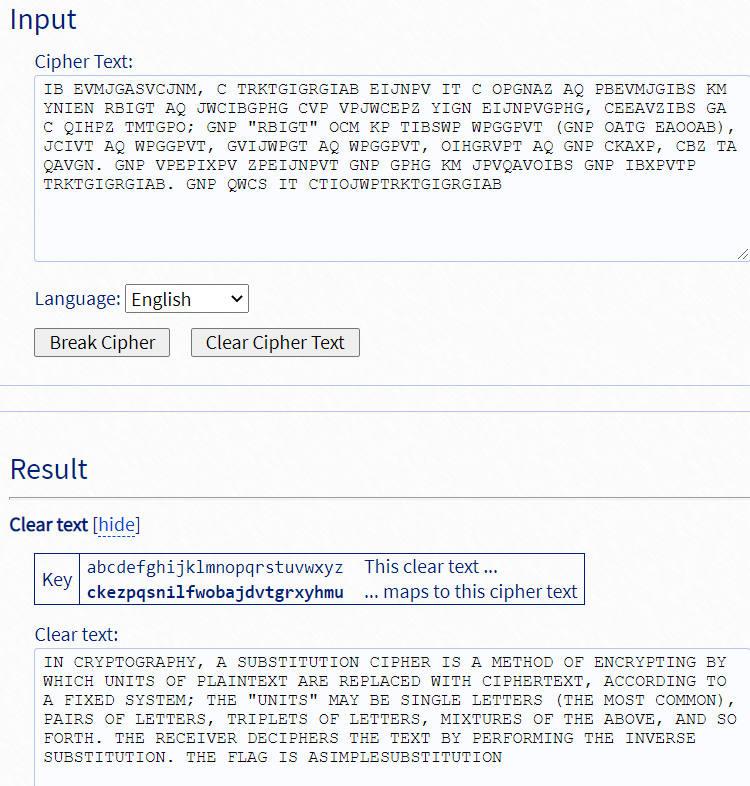 Input
Cipher Text:
IB EVMJGASVCJNM, C TRKTGIGRGIAB EIJNPV IT C OPGNAZ AQ PBEVMJGIBS KM
YNIEN RBIGT AQ JWCIBGPHG CVP VPJWCEPZ YIGN EIJNPVGPHG, CEEAVZIBS GA
C QIHPZ TMTGPO; GNP "RBIGT" OCM KP TIBSWP WPGGPVT (GNP OATG EAOOAB),
JCIVT AQ WPGGPVT, GVIJWPGT AQ WPGGPVT, OIHGRVPT AQ GNP CKAXP, CBZ TA
QAVGN. GNP VPEPIXPV ZPEIJNPVT GNP GPHG KM JPVQAVOIBS GNP IBXPVTP
TRKTGIGRGIAB. GNP QWCS IT CTIOJWPTRKTGIGRGIAB
Language: English
Break Cipher Clear Cipher Text
Result
Clear text [hide]
Key abcdefghijklmnopqrstuvwxyz This clear text ...
ckezpqsnilfwobajdvtgrxyhmu ... maps to this cipher text
Clear text:
IN CRYPTOGRAPHY, A SUBSTITUTION CIPHER IS A METHOD OF ENCRYPTING BY
WHICH UNITS OF PLAINTEXT ARE REPLACED WITH CIPHERTEXT, ACCORDING TO
A FIXED SYSTEM; THE "UNITS" MAY BE SINGLE LETTERS (THE MOST COMMON),
PAIRS OF LETTERS, TRIPLETS OF LETTERS, MIXTURES OF THE ABOVE, AND SO
FORTH. THE RECEIVER DECIPHERS THE TEXT BY PERFORMING THE INVERSE
SUBSTITUTION. THE FLAG IS ASIMPLESUBSTITUTION